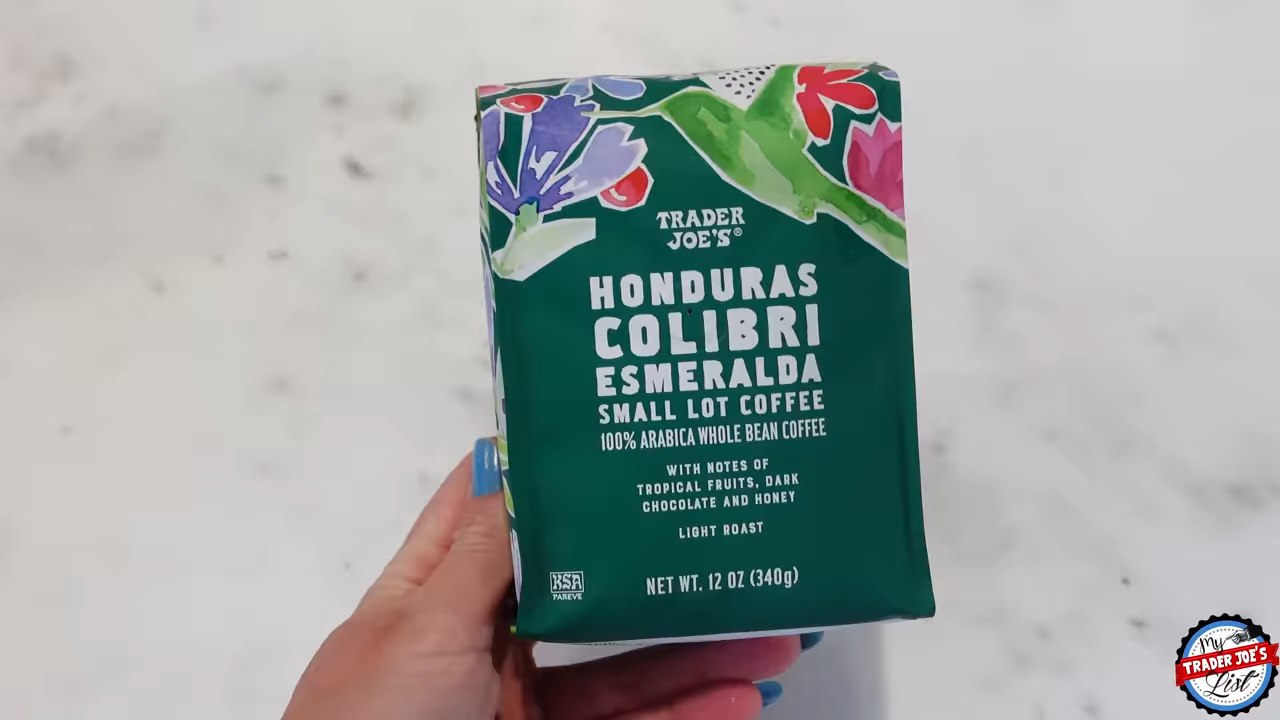 TRADER
JOE'S®
HONDURAS
COLIBRI
ESMERALDA
SMALL LOT COFFEE
100% ARABICA WHOLE BEAN COFFEE
WITH NOTES OF
TROPICAL FRUITS, DARK
CHOCOLATE AND HONEY
LIGHT ROAST
KSA
PAREVE
NET WT. 12 OZ (340g)
My
TRADER JOE'S
List